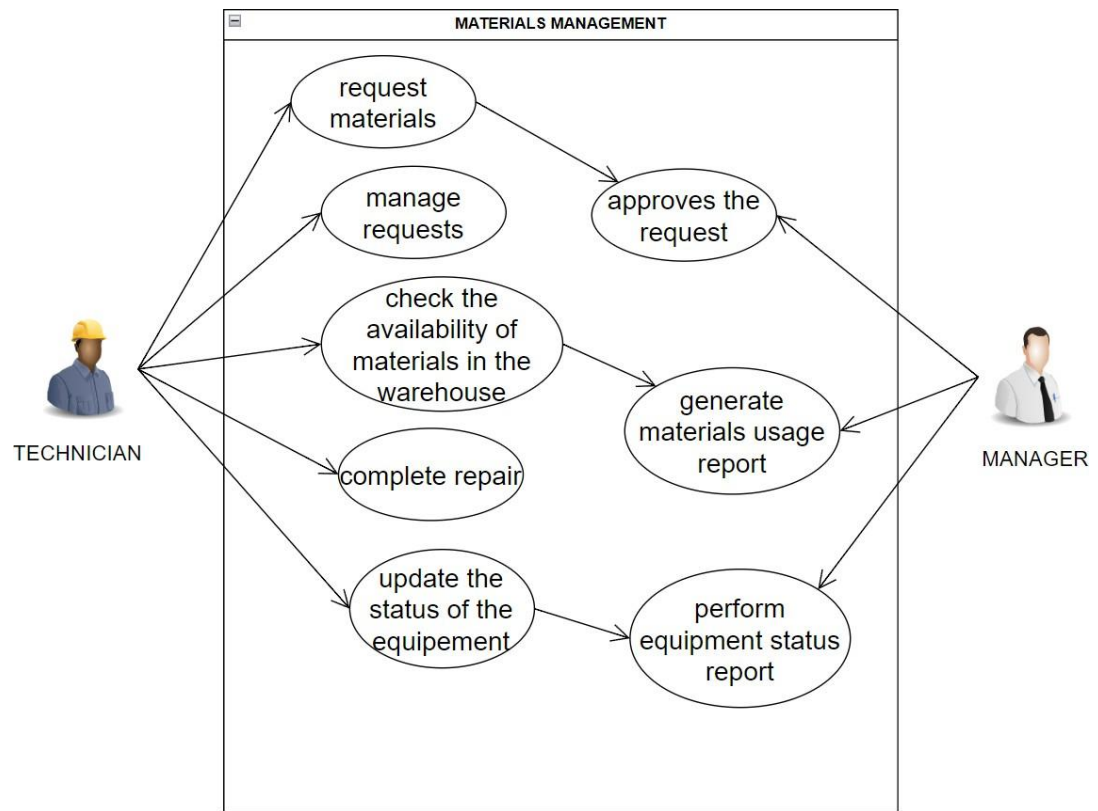 MATERIALS MANAGEMENT
request
materials
manage
requests
approves the
request
check the
availability of
materials in the
warehouse
generate
materials usage
report
complete repair
update the
status of the
equipement
perform
equipment status
report
TECHNICIAN
MANAGER